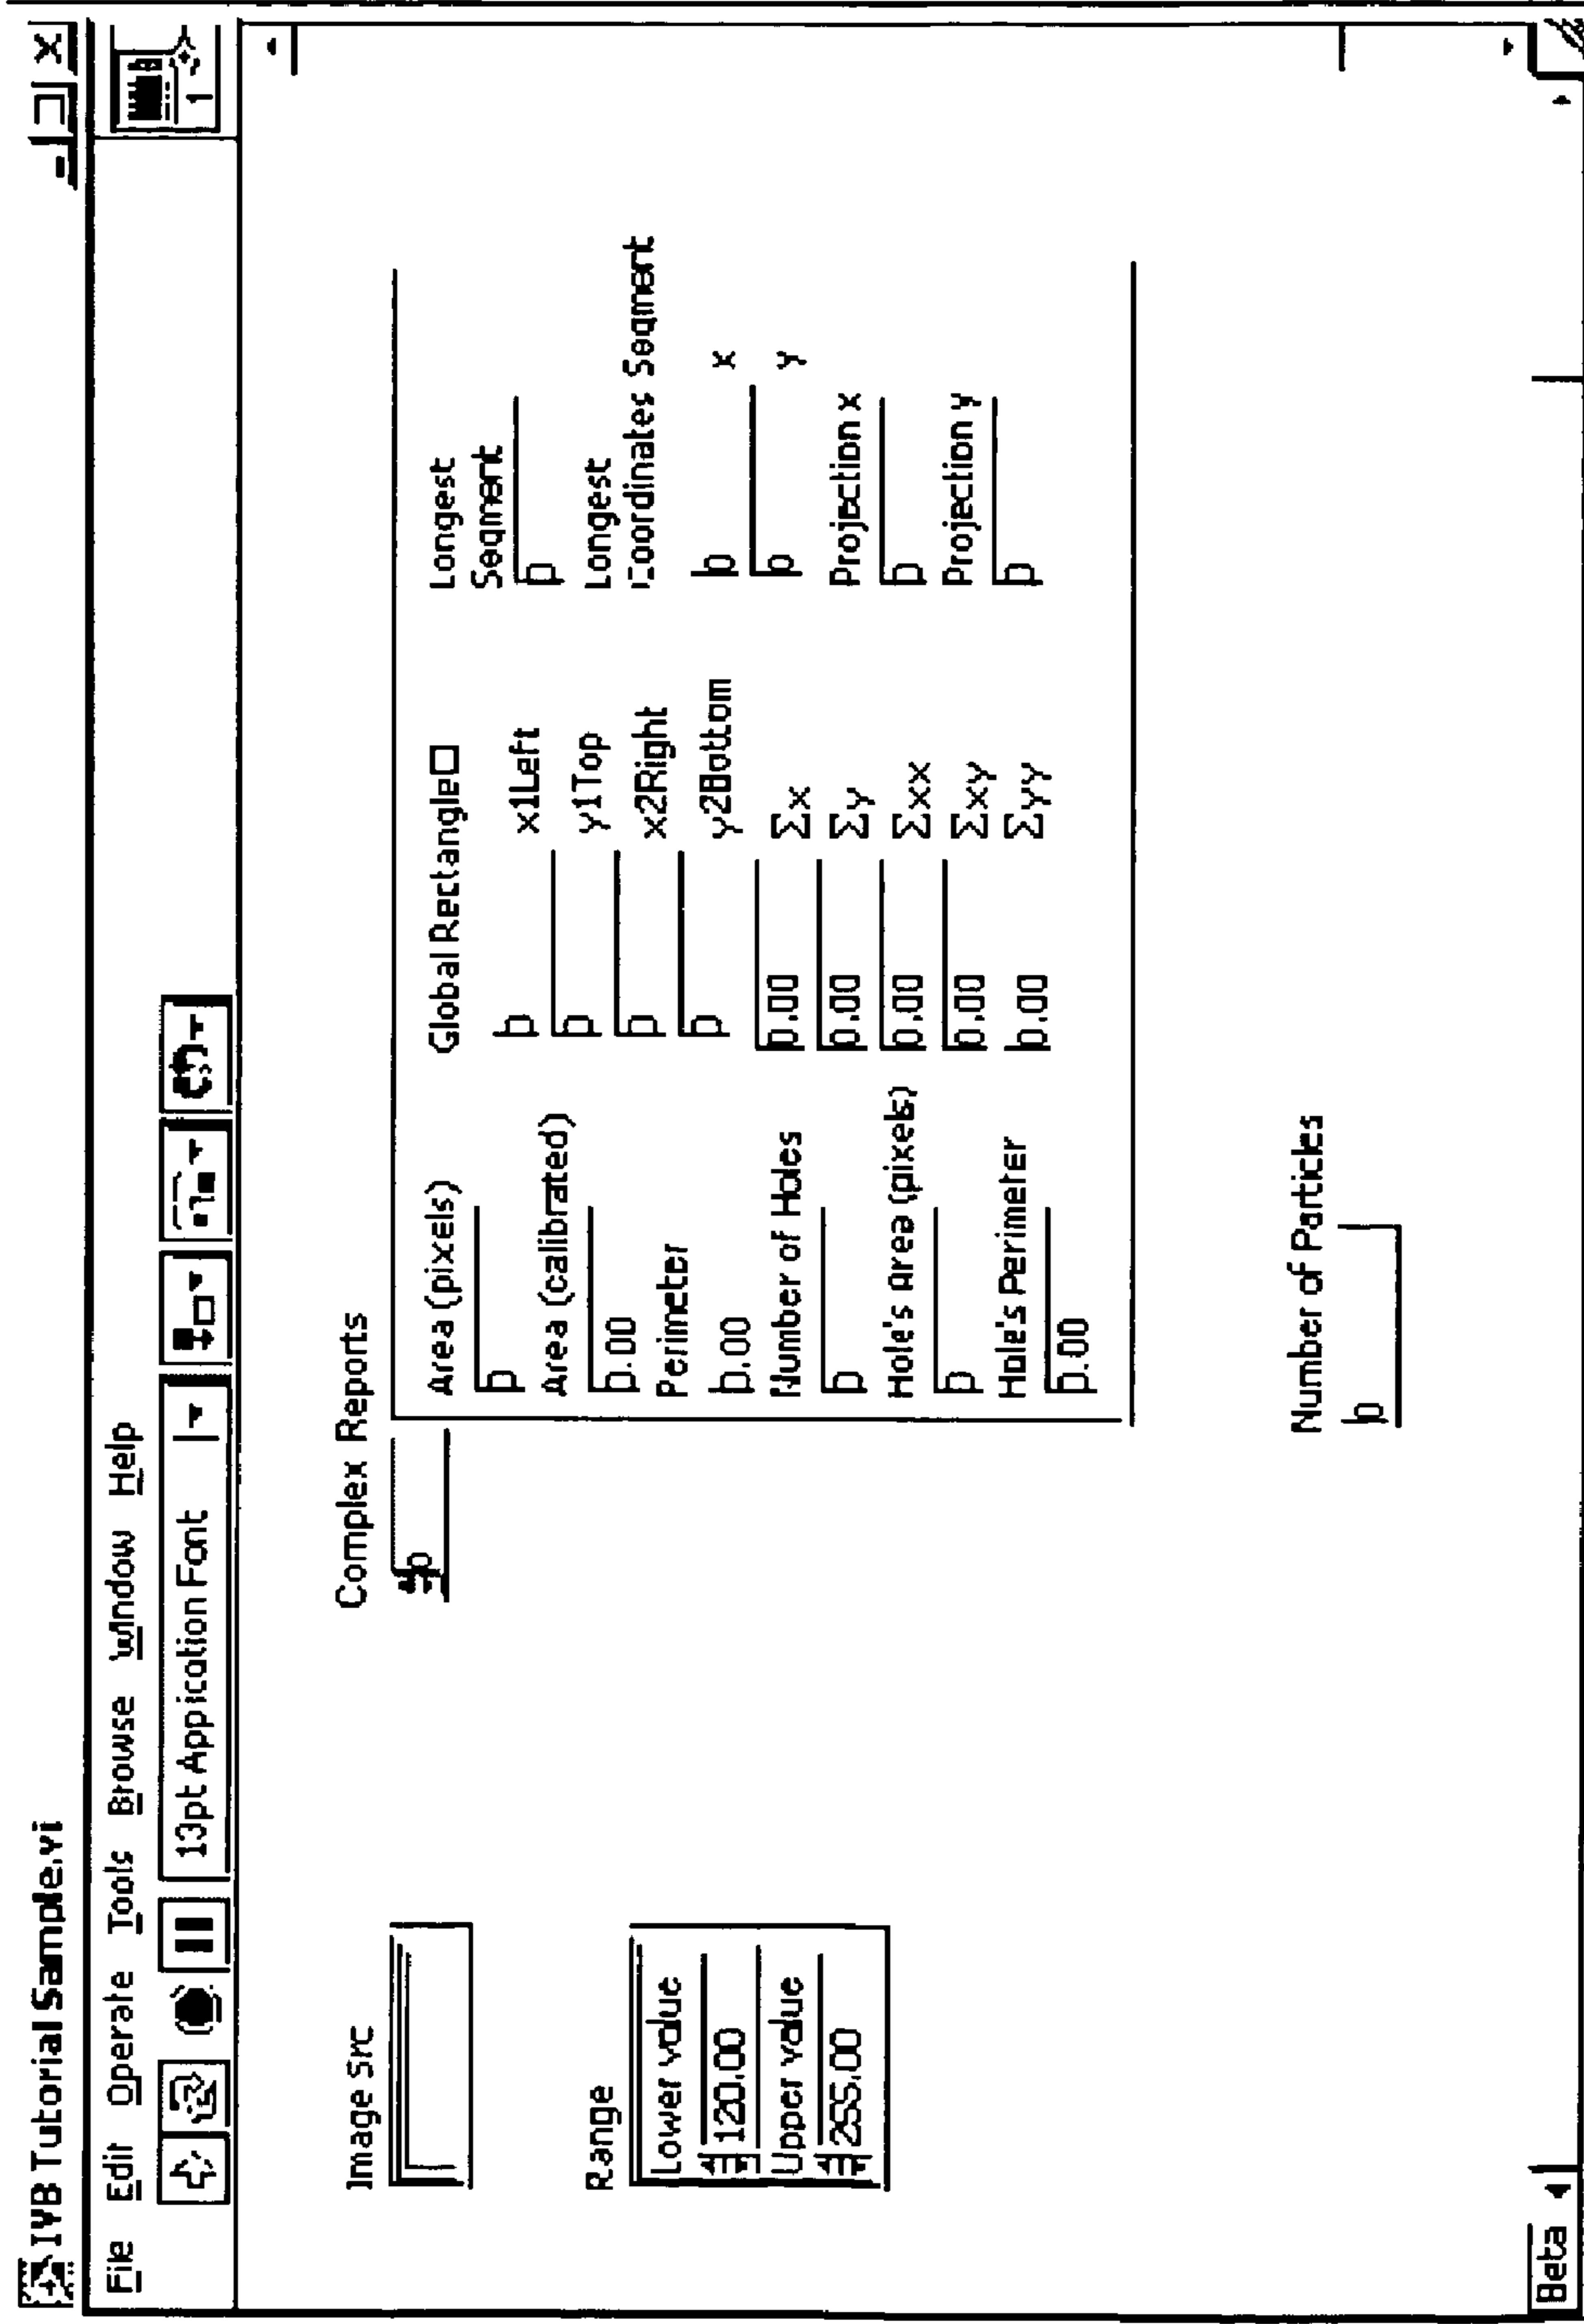 IVB Tutorial Sample.vi
File Edit Operate Tools Browse Window Help
13pt Appication Font
1
Image Src
Range
Lower value
120.00
Upper value
255.00
Complex Reports
0
Area (pixels)
0
Area (calibrated)
0.00
Perimeter
0.00
Number of Holes
0
Hole's Area (pixels)
0
Hole's Perimeter
0.00
Global Rectangle
0 x1Left
0 y1Top
0 x2Right
0 y2Bottom
0.00 Σx
0.00 Σy
0.00 Σxx
0.00 Σxy
0.00 Σyy
Longest
Segment
0
Longest
Coordinates Segment
0 x
0 y
Projection x
0
Projection y
0
Number of Particles
0
Beta